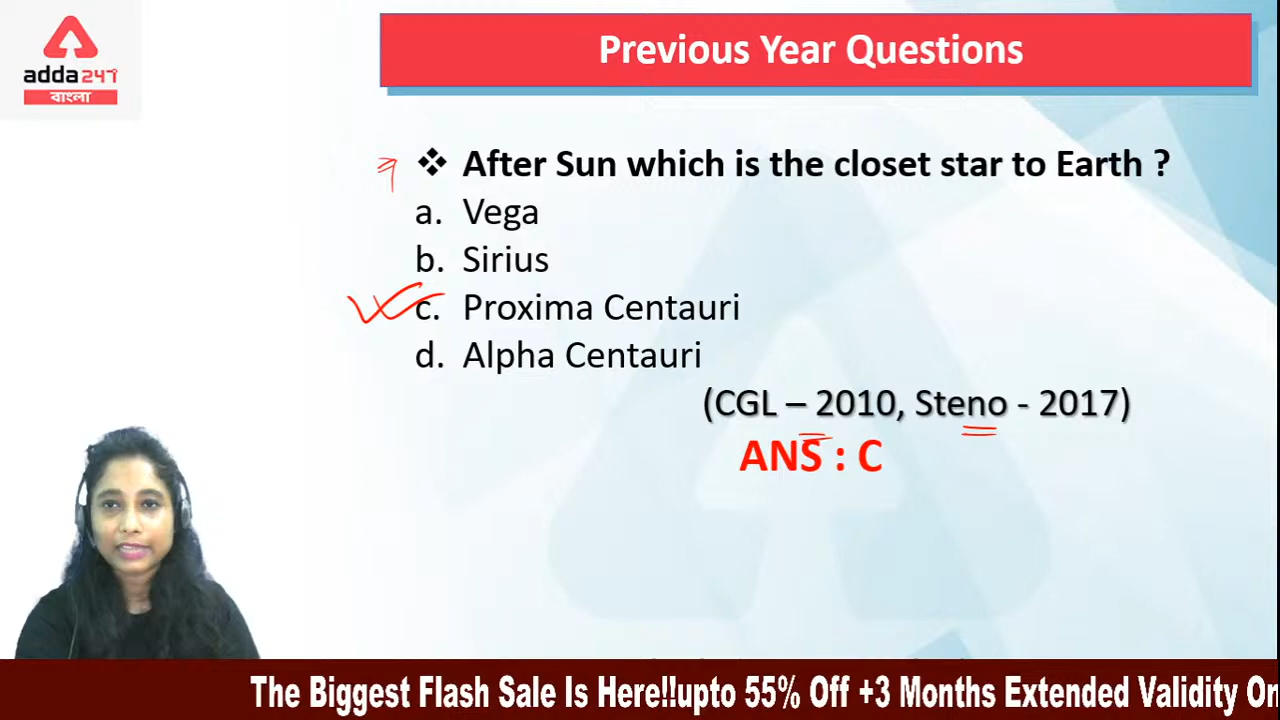 adda247
বাংলা
Previous Year Questions
❖ After Sun which is the closet star to Earth ?
a. Vega
b. Sirius
c. Proxima Centauri
d. Alpha Centauri
(CGL – 2010, Steno - 2017)
ANS : C
The Biggest Flash Sale Is Here!!upto 55% Off +3 Months Extended Validity On